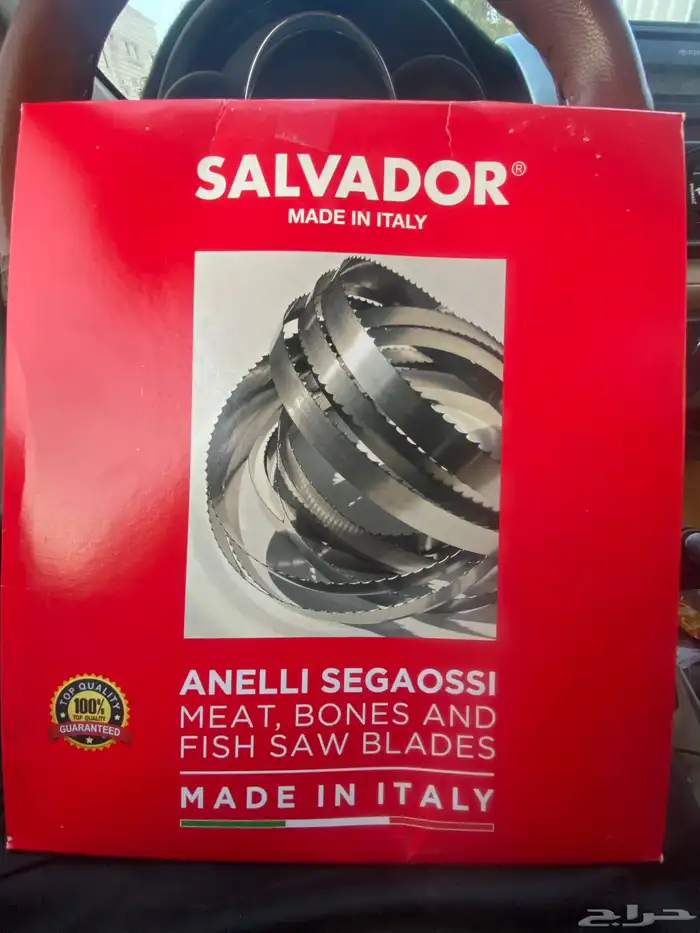 SALVADOR®
MADE IN ITALY
ANELLI SEGAOSSI
MEAT, BONES AND
FISH SAW BLADES
TOP QUALITY
100%
TOP QUALITY
GUARANTEED
MADE IN ITALY
حراج